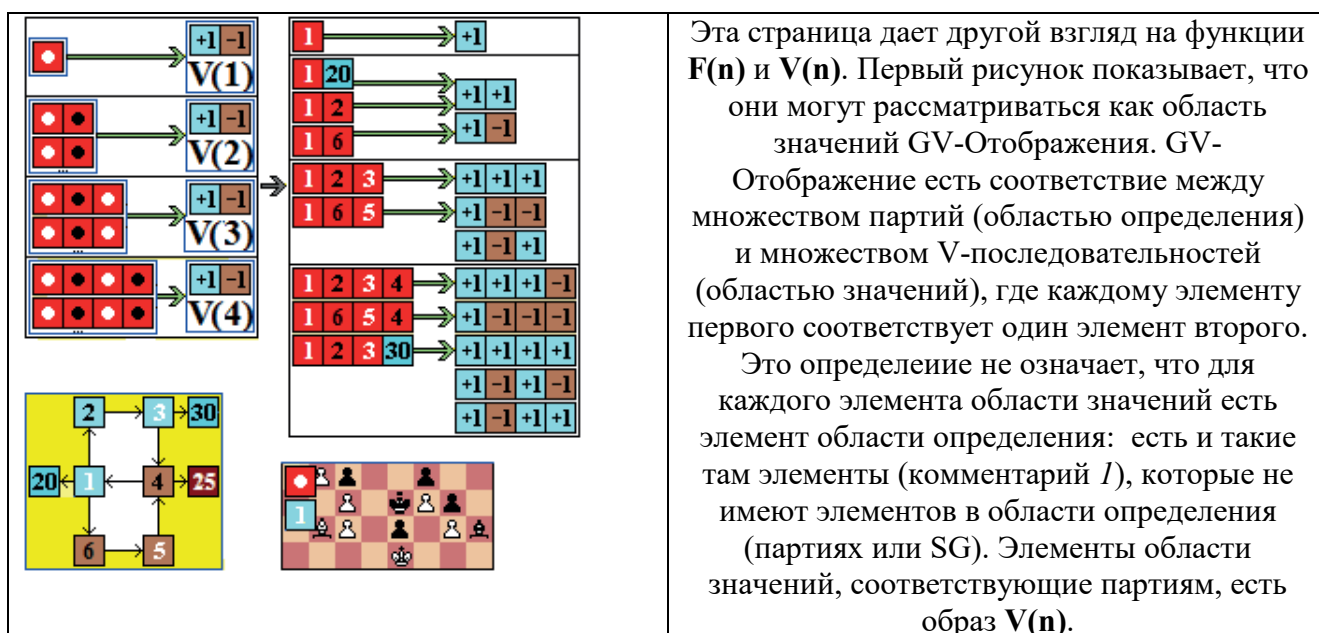 +1 -1
V(1)
+1 -1
V(2)
...
+1 -1
V(3)
...
+1 -1
V(4)
...
1 +1
1 20
+1 +1
1 2
+1 -1
1 6
1 2 3 +1 +1 +1
1 6 5 +1 -1 -1
+1 -1 +1
1 2 3 4 +1 +1 +1 -1
1 6 5 4 +1 -1 -1 -1
1 2 3 30 +1 +1 +1 +1
+1 -1 +1 -1
+1 -1 +1 +1
2 3 30
20 1 4 25
6 5
1
Эта страница дает другой взгляд на функции
F(n) и V(n). Первый рисунок показывает, что
они могут рассматриваться как область
значений GV-Отображения. GV-
Отображение есть соответствие между
множеством партий (областью определения)
и множеством V-последовательностей
(областью значений), где каждому элементу
первого соответствует один элемент второго.
Это определеиие не означает, что для
каждого элемента области значений есть
элемент области определения: есть и такие
там элементы (комментарий 1), которые не
имеют элементов в области определения
(партиях или SG). Элементы области
значений, соответствующие партиям, есть
образ V(n).